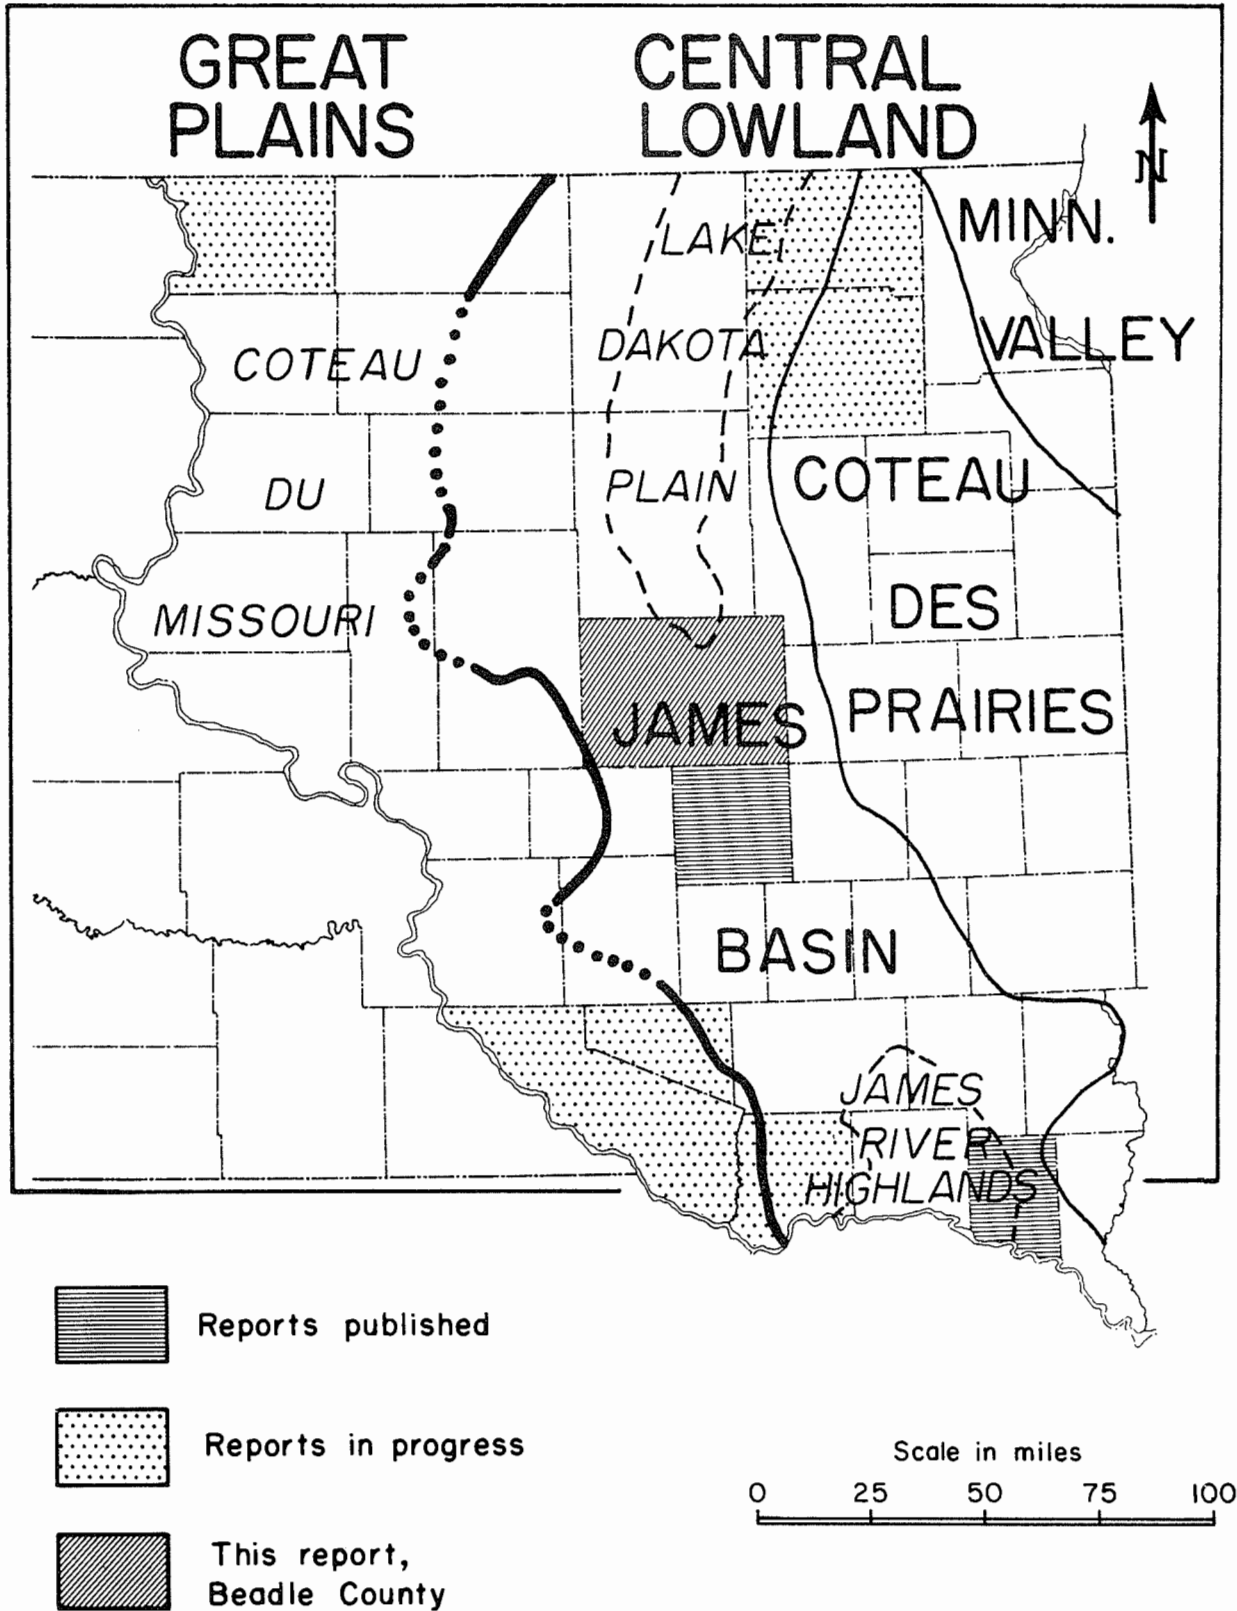 GREAT
PLAINS
CENTRAL
LOWLAND
N
MINN.
VALLEY
LAKE
DAKOTA
PLAIN
COTEAU
DU
MISSOURI
COTEAU
DES
PRAIRIES
JAMES
BASIN
JAMES
RIVER
HIGHLANDS
Reports published
Reports in progress
This report,
Beadle County
Scale in miles
0 25 50 75 100